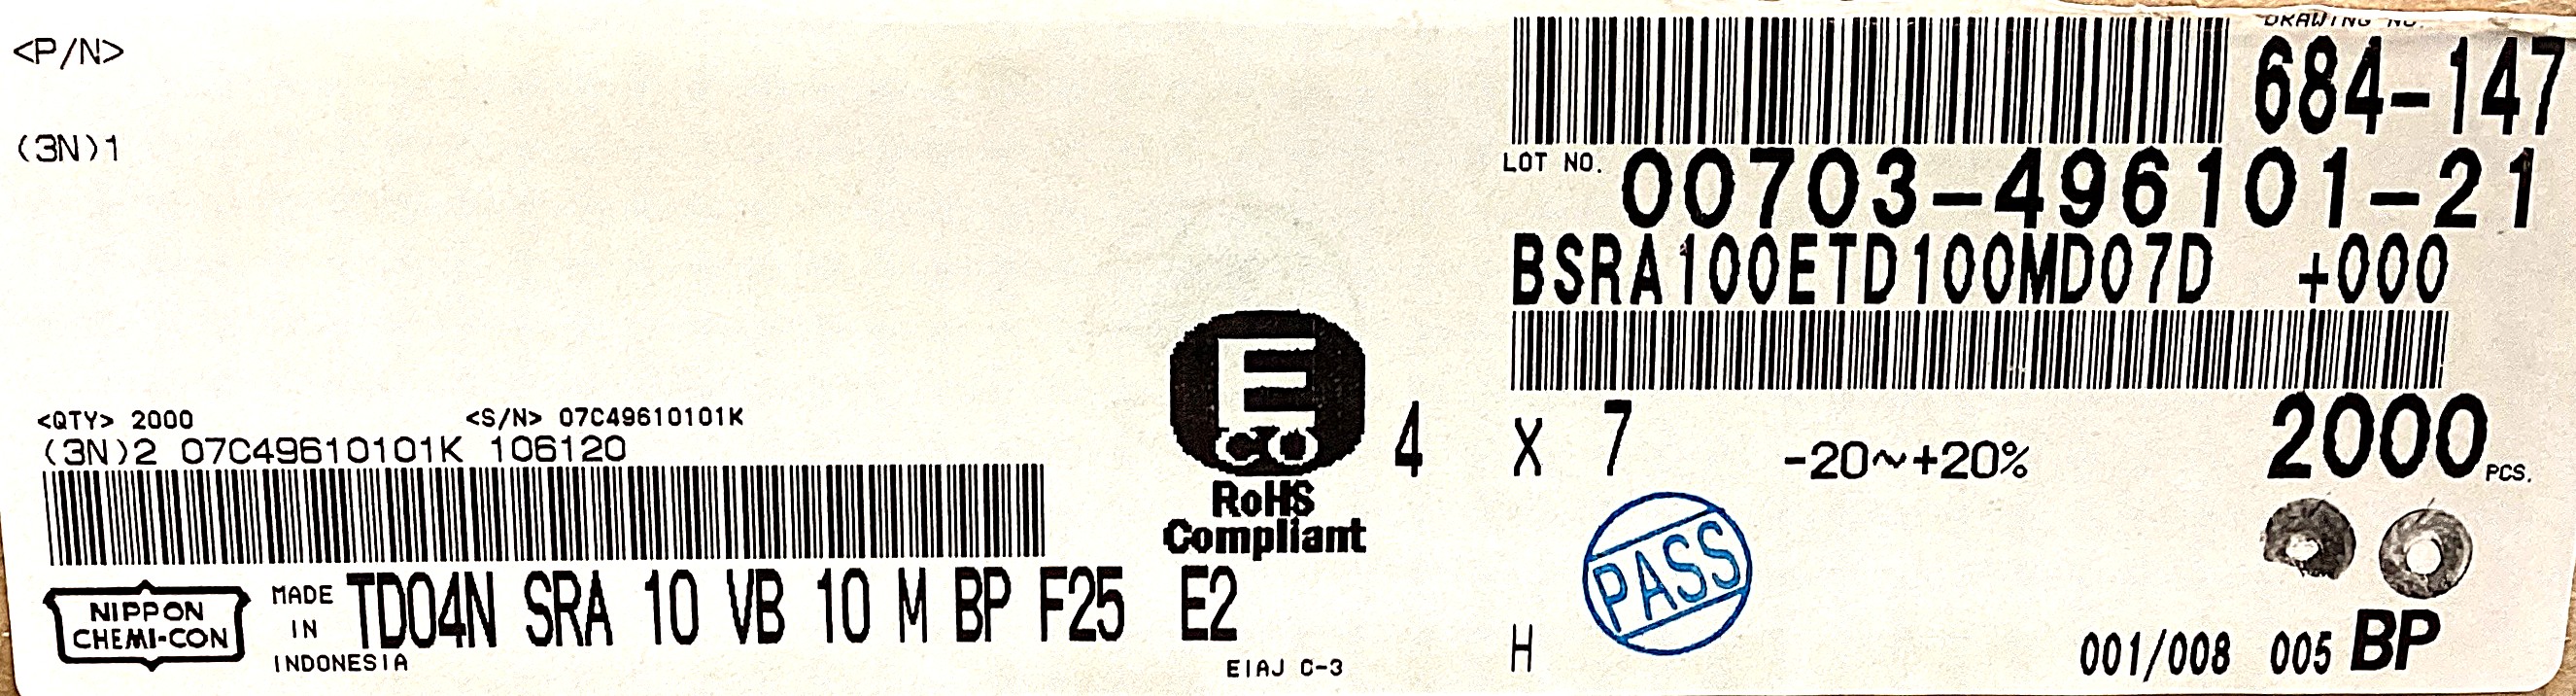 <P/N>
(3N)1
<QTY> 2000 <S/N> 07C49610101K
(3N)2 07C49610101K 106120
NIPPON
CHEMI-CON
MADE
IN
INDONESIA
TD04N SRA 10 VB 10 M BP F25 E2
EIAJ C-3
E
RoHS
Compliant
DRAWING NO.
684-147
LOT NO. 00703-496101-21
BSRA100ETD100MD07D +000
4 X 7 -20~+20% 2000 PCS.
PASS
H 001/008 005 BP